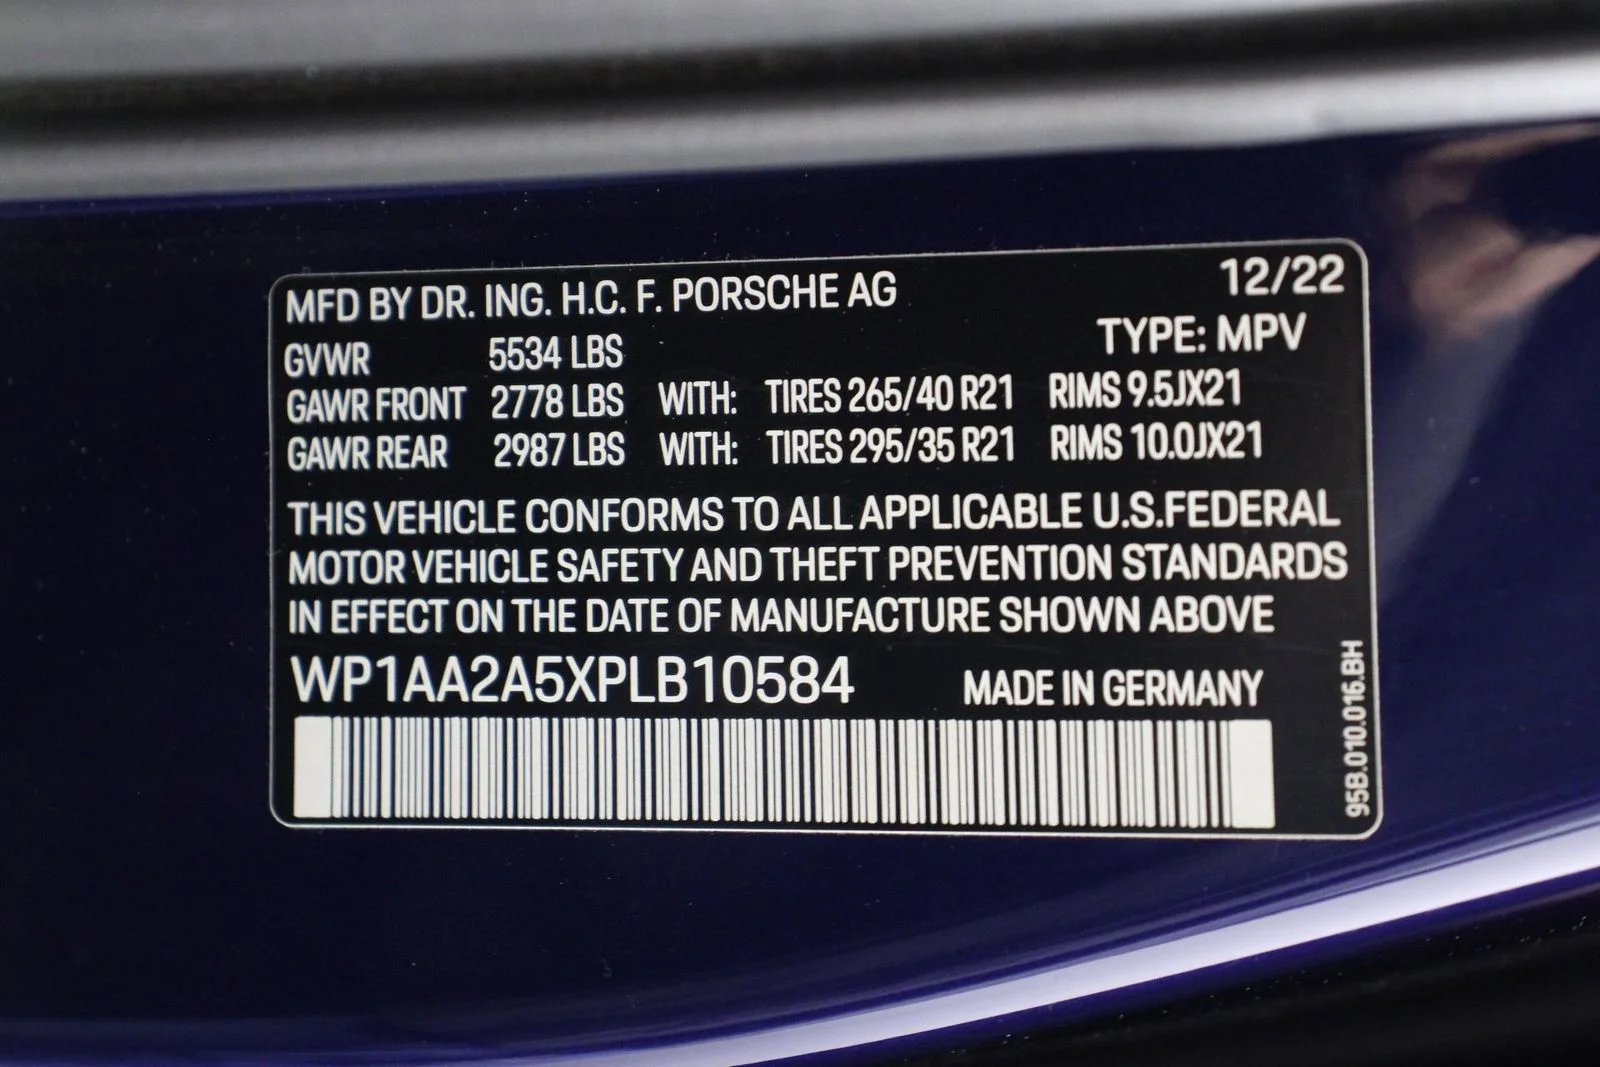 MFD BY DR. ING. H.C. F. PORSCHE AG 12/22
GVWR 5534 LBS TYPE: MPV
GAWR FRONT 2778 LBS WITH: TIRES 265/40 R21 RIMS 9.5JX21
GAWR REAR 2987 LBS WITH: TIRES 295/35 R21 RIMS 10.0JX21
THIS VEHICLE CONFORMS TO ALL APPLICABLE U.S.FEDERAL
MOTOR VEHICLE SAFETY AND THEFT PREVENTION STANDARDS
IN EFFECT ON THE DATE OF MANUFACTURE SHOWN ABOVE
WP1AA2A5XPLB10584 MADE IN GERMANY
95B.010.016.BH